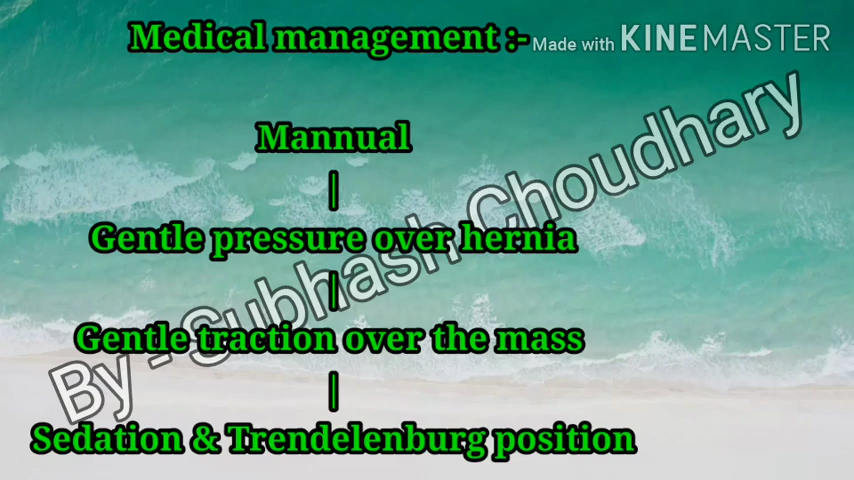 Medical management :-
Made with KINEMASTER
Mannual
|
Gentle pressure over hernia
|
Gentle traction over the mass
|
Sedation & Trendelenburg position
By - Subhash Choudhary